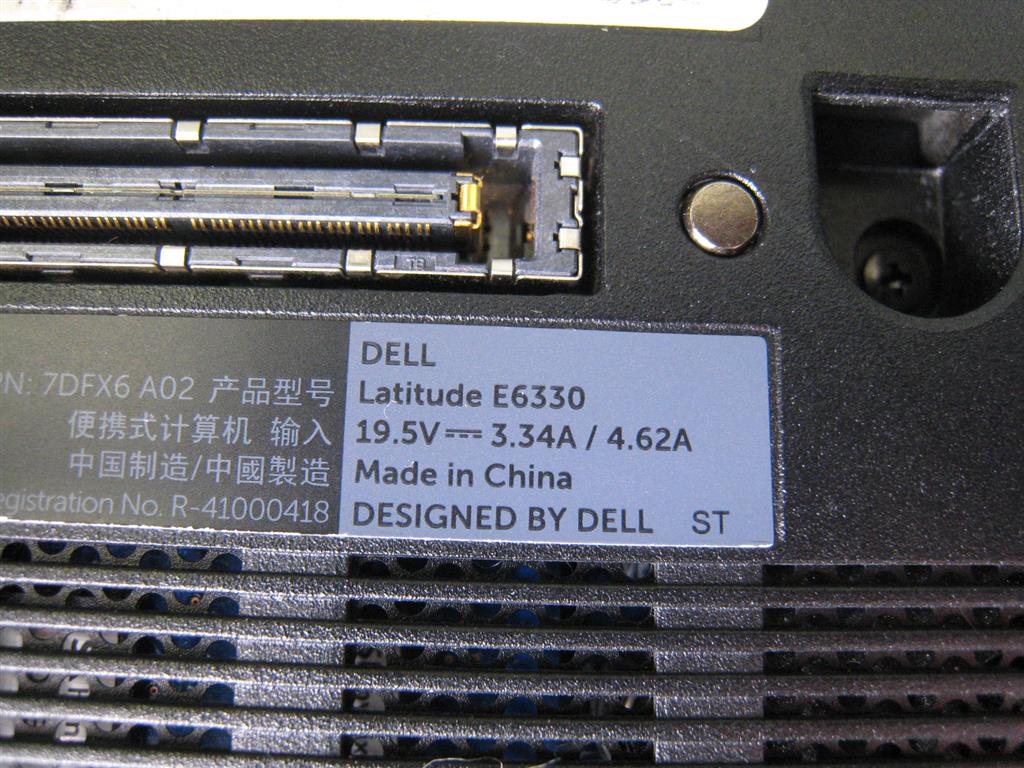 PN: 7DFX6 A02 产品型号
便携式计算机 输入
中国制造/中國製造
egistration No. R-41000418
DELL
Latitude E6330
19.5V⎓ 3.34A / 4.62A
Made in China
DESIGNED BY DELL ST